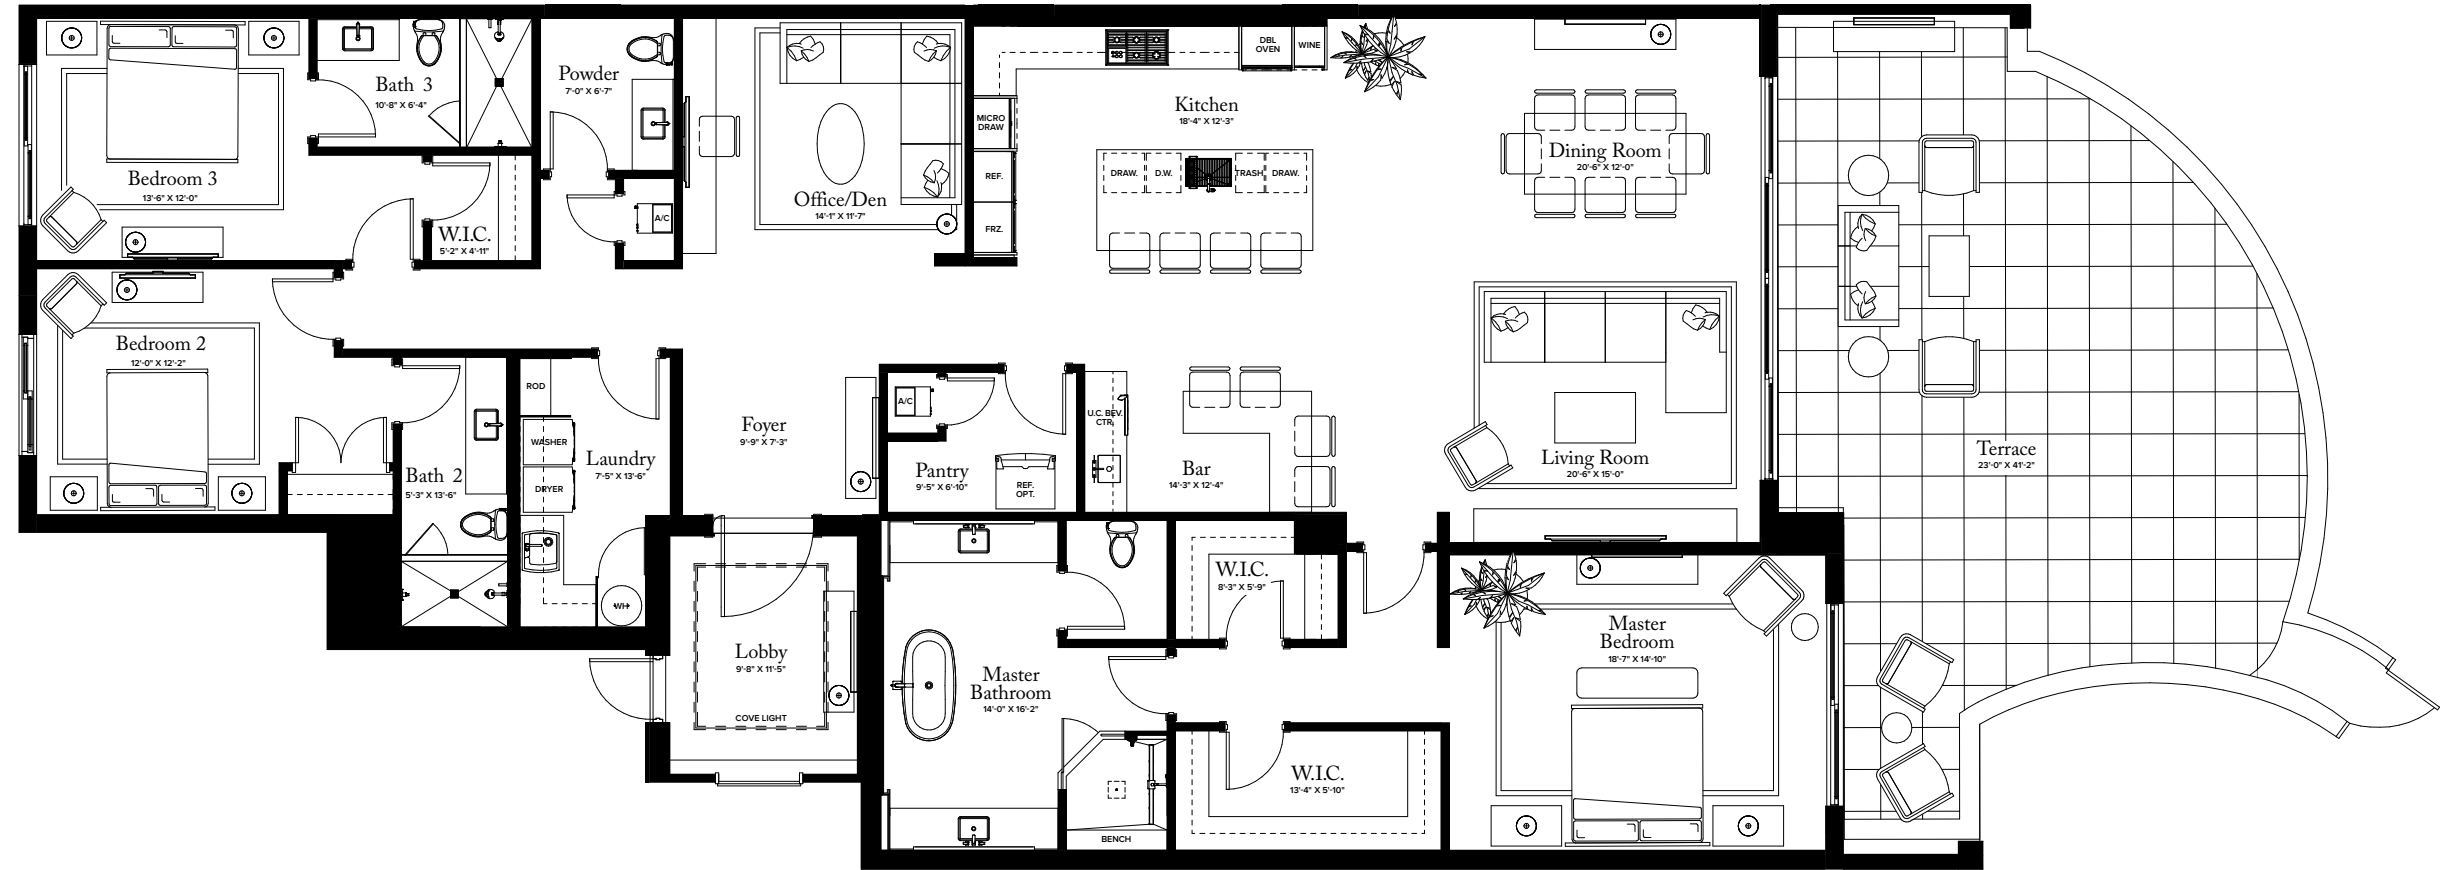 Bath 3
10'-8" X 6'-4"
Powder
7'-0" X 6'-7"
DBL
OVEN
WINE
Kitchen
18'-4" X 12'-3"
MICRO
DRAW
Bedroom 3
13'-6" X 12'-0"
Office/Den
14'-1" X 11'-7"
REF.
FRZ.
DRAW.
D.W.
TRASH
DRAW.
Dining Room
20'-6" X 12'-0"
W.I.C.
5'-2" X 4'-11"
A/C
Bedroom 2
12'-0" X 12'-2"
ROD
WASHER
DRYER
Laundry
7'-5" X 13'-6"
Bath 2
5'-3" X 13'-6"
Foyer
9'-9" X 7'-3"
A/C
Pantry
9'-5" X 6'-10"
REF.
OPT.
U.C. BEV.
CTR.
Bar
14'-3" X 12'-4"
Living Room
20'-6" X 15'-0"
Terrace
23'-0" X 41'-2"
WH
Lobby
9'-8" X 11'-5"
COVE LIGHT
Master
Bathroom
14'-0" X 16'-2"
W.I.C.
8'-3" X 5'-9"
Master
Bedroom
18'-7" X 14'-10"
W.I.C.
13'-4" X 5'-10"
BENCH